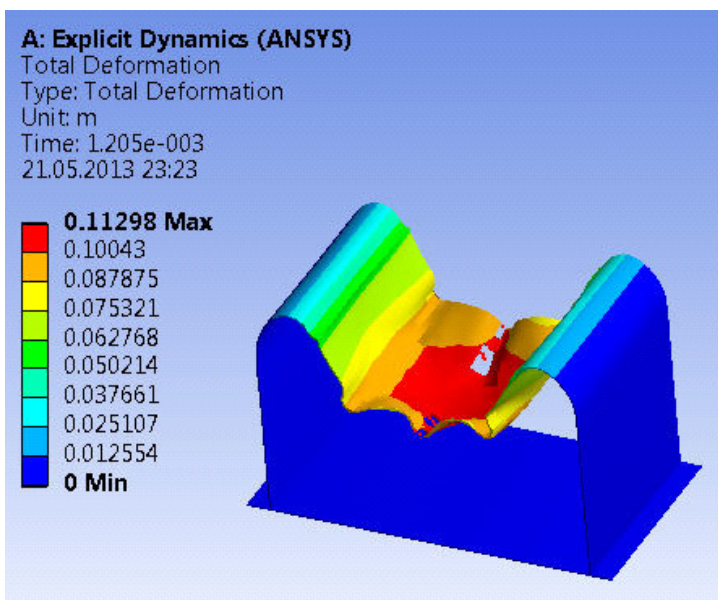 A: Explicit Dynamics (ANSYS)
Total Deformation
Type: Total Deformation
Unit: m
Time: 1.205e-003
21.05.2013 23:23
0.11298 Max
0.10043
0.087875
0.075321
0.062768
0.050214
0.037661
0.025107
0.012554
0 Min